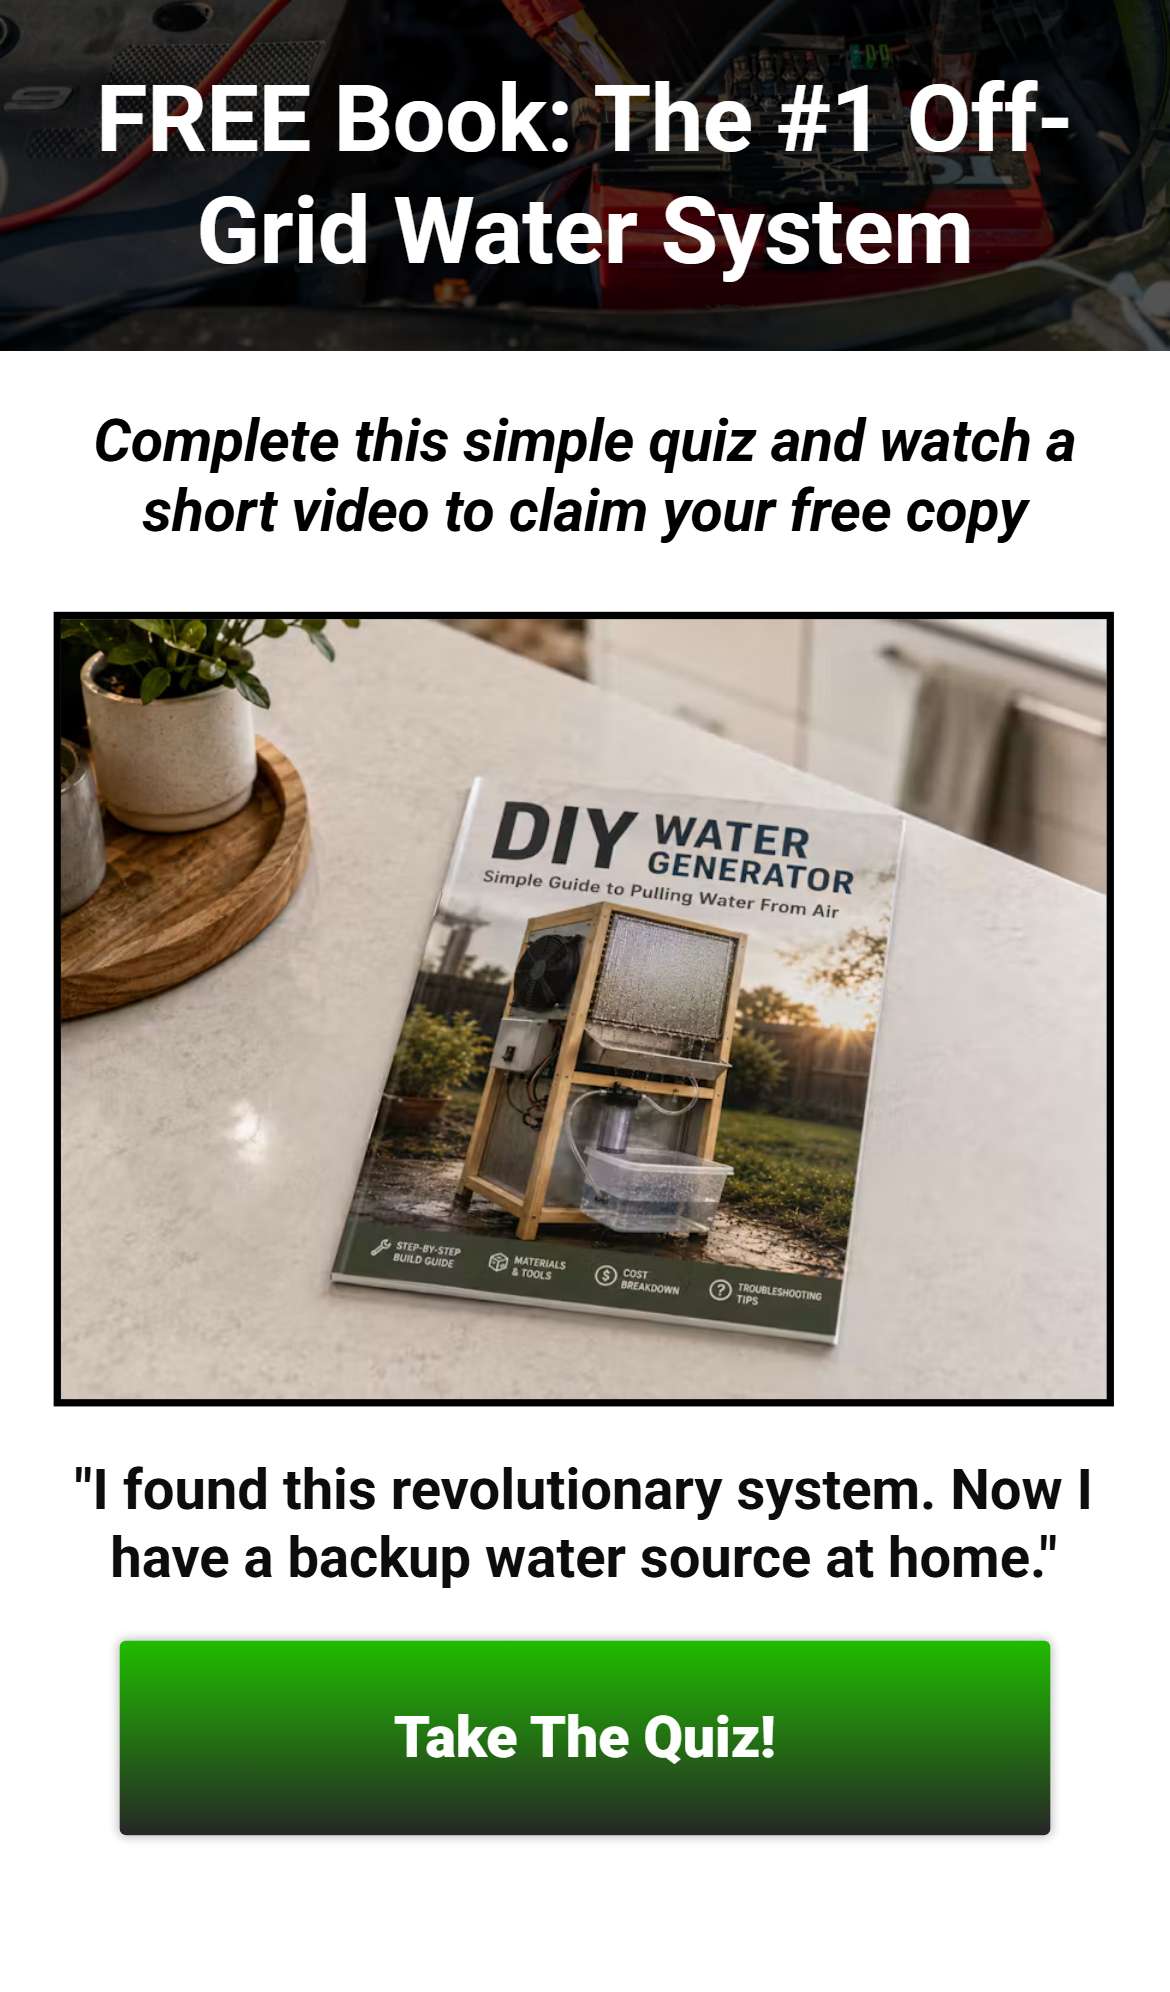 FREE Book: The #1 Off-
Grid Water System
Complete this simple quiz and watch a
short video to claim your free copy
DIY WATER
GENERATOR
Simple Guide to Pulling Water From Air
STEP-BY-STEP
BUILD GUIDE
MATERIALS
& TOOLS
COST
BREAKDOWN
TROUBLESHOOTING
TIPS
"I found this revolutionary system. Now I
have a backup water source at home."
Take The Quiz!